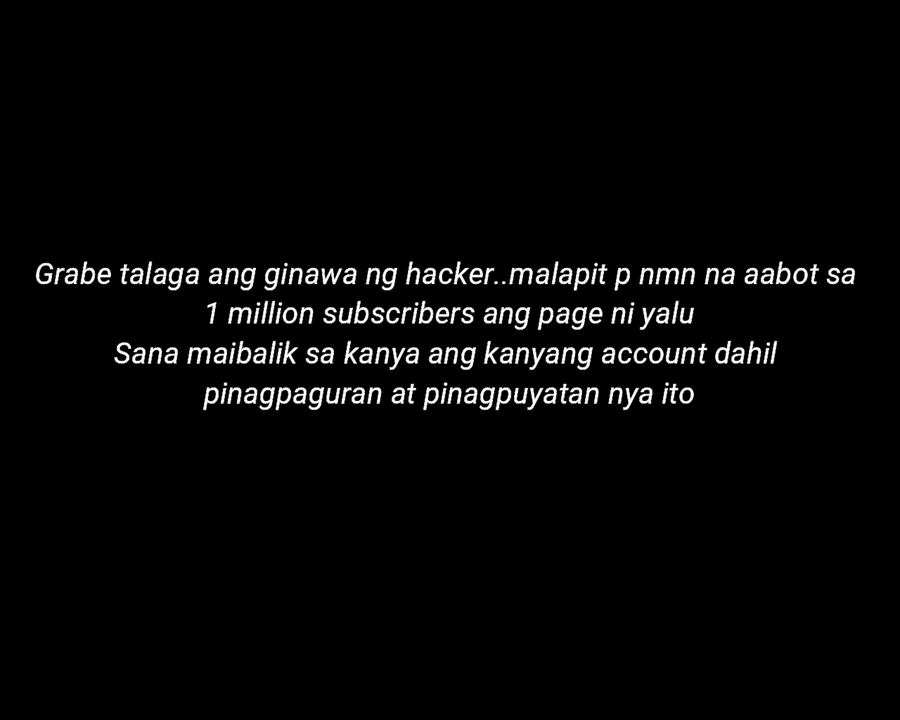 Grabe talaga ang ginawa ng hacker..malapit p nmn na aabot sa
1 million subscribers ang page ni yalu
Sana maibalik sa kanya ang kanyang account dahil
pinagpaguran at pinagpuyatan nya ito